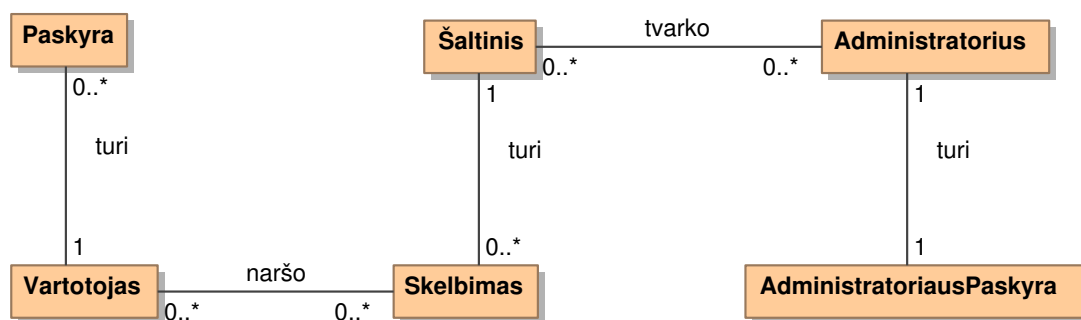 Paskyra
Šaltinis
tvarko
Administratorius
0..*
0..*
0..*
1
1
turi
turi
turi
1
0..*
1
Vartotojas
naršo
Skelbimas
AdministratoriausPaskyra
0..*
0..*